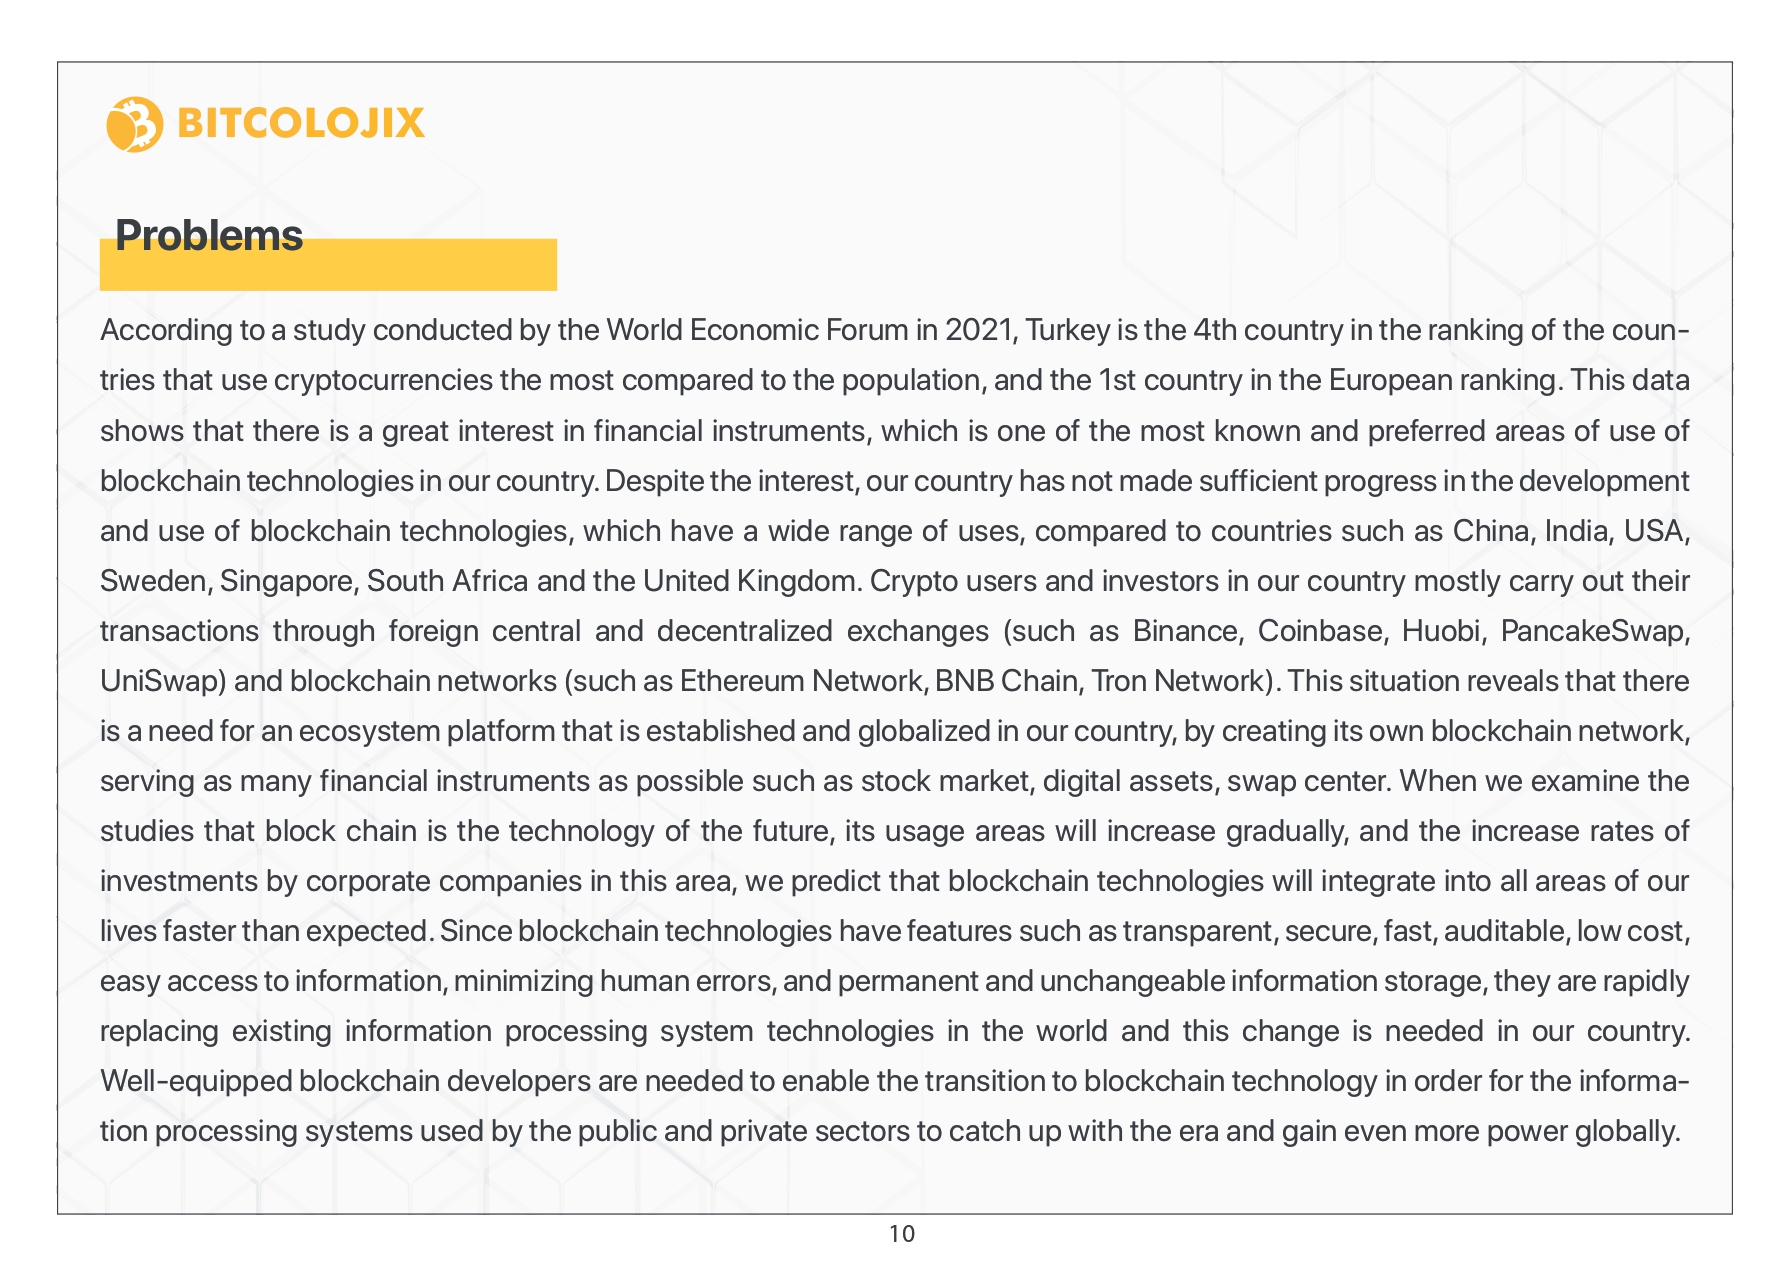 BITCOLOJIX
Problems
According to a study conducted by the World Economic Forum in 2021, Turkey is the 4th country in the ranking of the coun-
tries that use cryptocurrencies the most compared to the population, and the 1st country in the European ranking. This data
shows that there is a great interest in financial instruments, which is one of the most known and preferred areas of use of
blockchain technologies in our country. Despite the interest, our country has not made sufficient progress in the development
and use of blockchain technologies, which have a wide range of uses, compared to countries such as China, India, USA,
Sweden, Singapore, South Africa and the United Kingdom. Crypto users and investors in our country mostly carry out their
transactions through foreign central and decentralized exchanges (such as Binance, Coinbase, Huobi, PancakeSwap,
UniSwap) and blockchain networks (such as Ethereum Network, BNB Chain, Tron Network). This situation reveals that there
is a need for an ecosystem platform that is established and globalized in our country, by creating its own blockchain network,
serving as many financial instruments as possible such as stock market, digital assets, swap center. When we examine the
studies that block chain is the technology of the future, its usage areas will increase gradually, and the increase rates of
investments by corporate companies in this area, we predict that blockchain technologies will integrate into all areas of our
lives faster than expected. Since blockchain technologies have features such as transparent, secure, fast, auditable, low cost,
easy access to information, minimizing human errors, and permanent and unchangeable information storage, they are rapidly
replacing existing information processing system technologies in the world and this change is needed in our country.
Well-equipped blockchain developers are needed to enable the transition to blockchain technology in order for the informa-
tion processing systems used by the public and private sectors to catch up with the era and gain even more power globally.
10